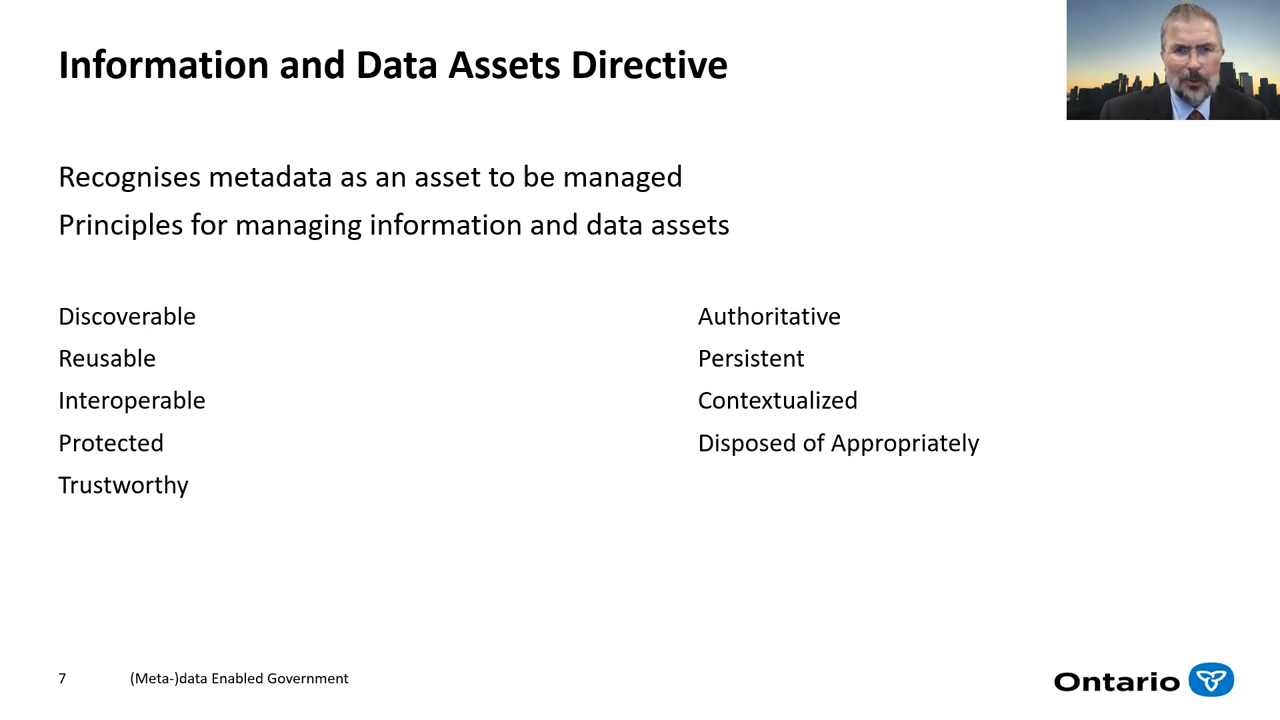 Information and Data Assets Directive
Recognises metadata as an asset to be managed
Principles for managing information and data assets
Discoverable
Reusable
Interoperable
Protected
Trustworthy
Authoritative
Persistent
Contextualized
Disposed of Appropriately
7 (Meta-)data Enabled Government
Ontario